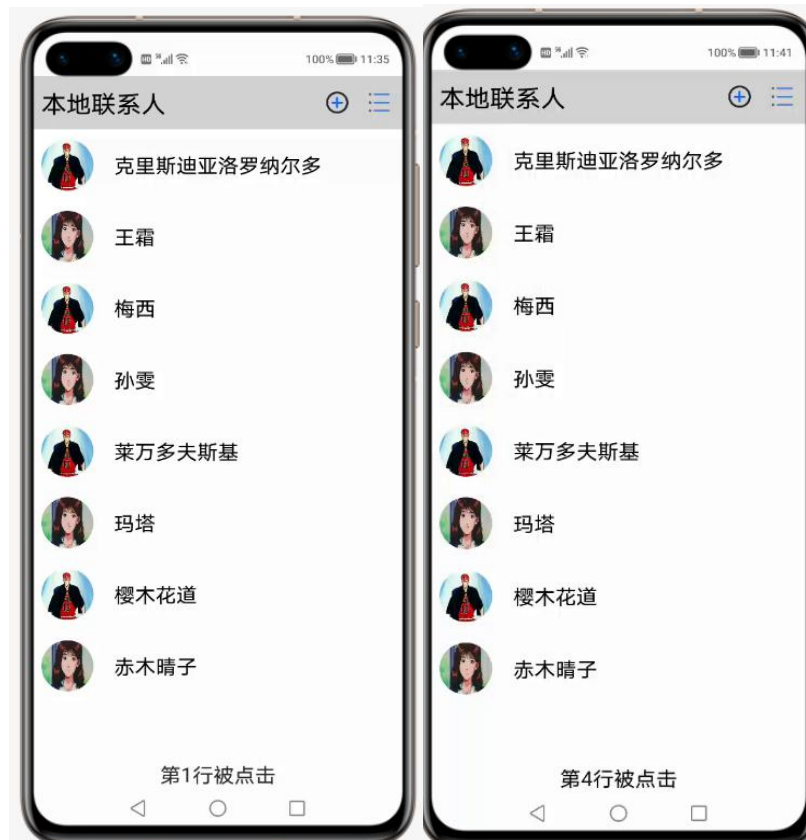 HD 5G 100% 11:35
本地联系人
克里斯迪亚洛罗纳尔多
王霜
梅西
孙雯
莱万多夫斯基
玛塔
樱木花道
赤木晴子
第1行被点击
HD 5G 100% 11:41
本地联系人
克里斯迪亚洛罗纳尔多
王霜
梅西
孙雯
莱万多夫斯基
玛塔
樱木花道
赤木晴子
第4行被点击